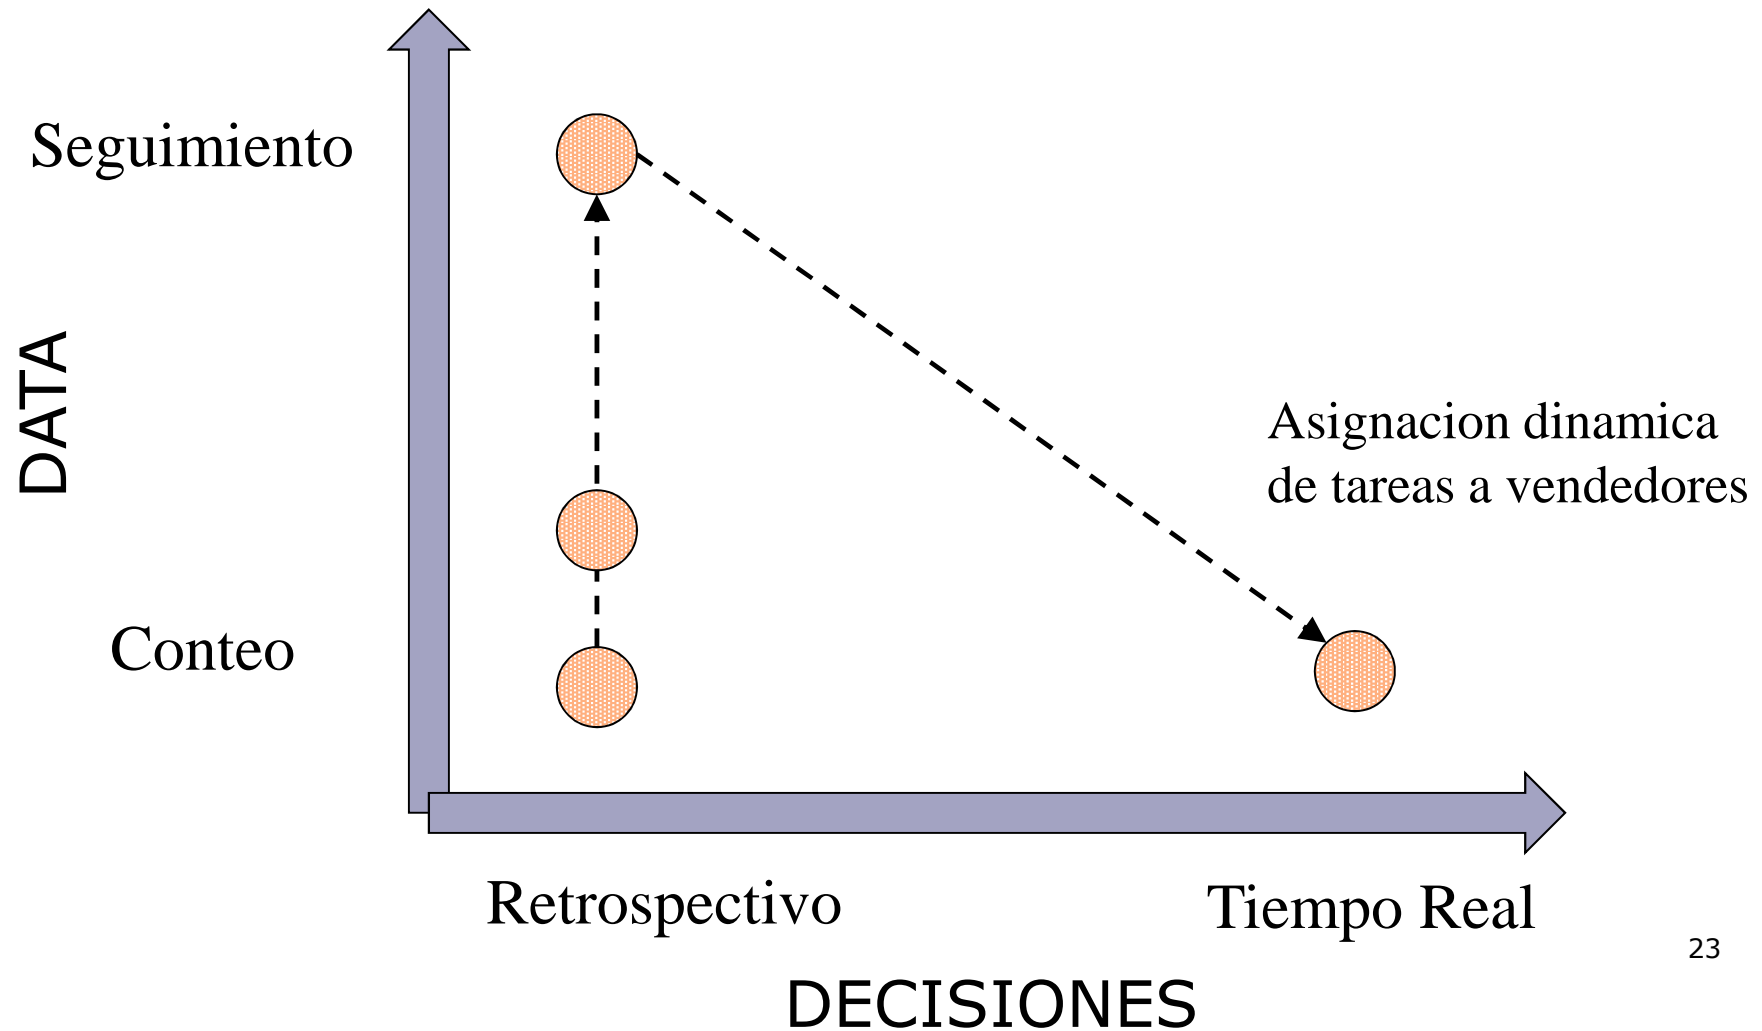 Seguimiento
DATA
Asignacion dinamica
de tareas a vendedores
Conteo
Retrospectivo
Tiempo Real
23
DECISIONES